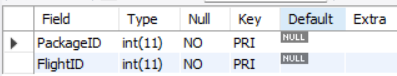 Field Type Null Key Default Extra
PackageID int(11) NO PRI NULL
FlightID int(11) NO PRI NULL